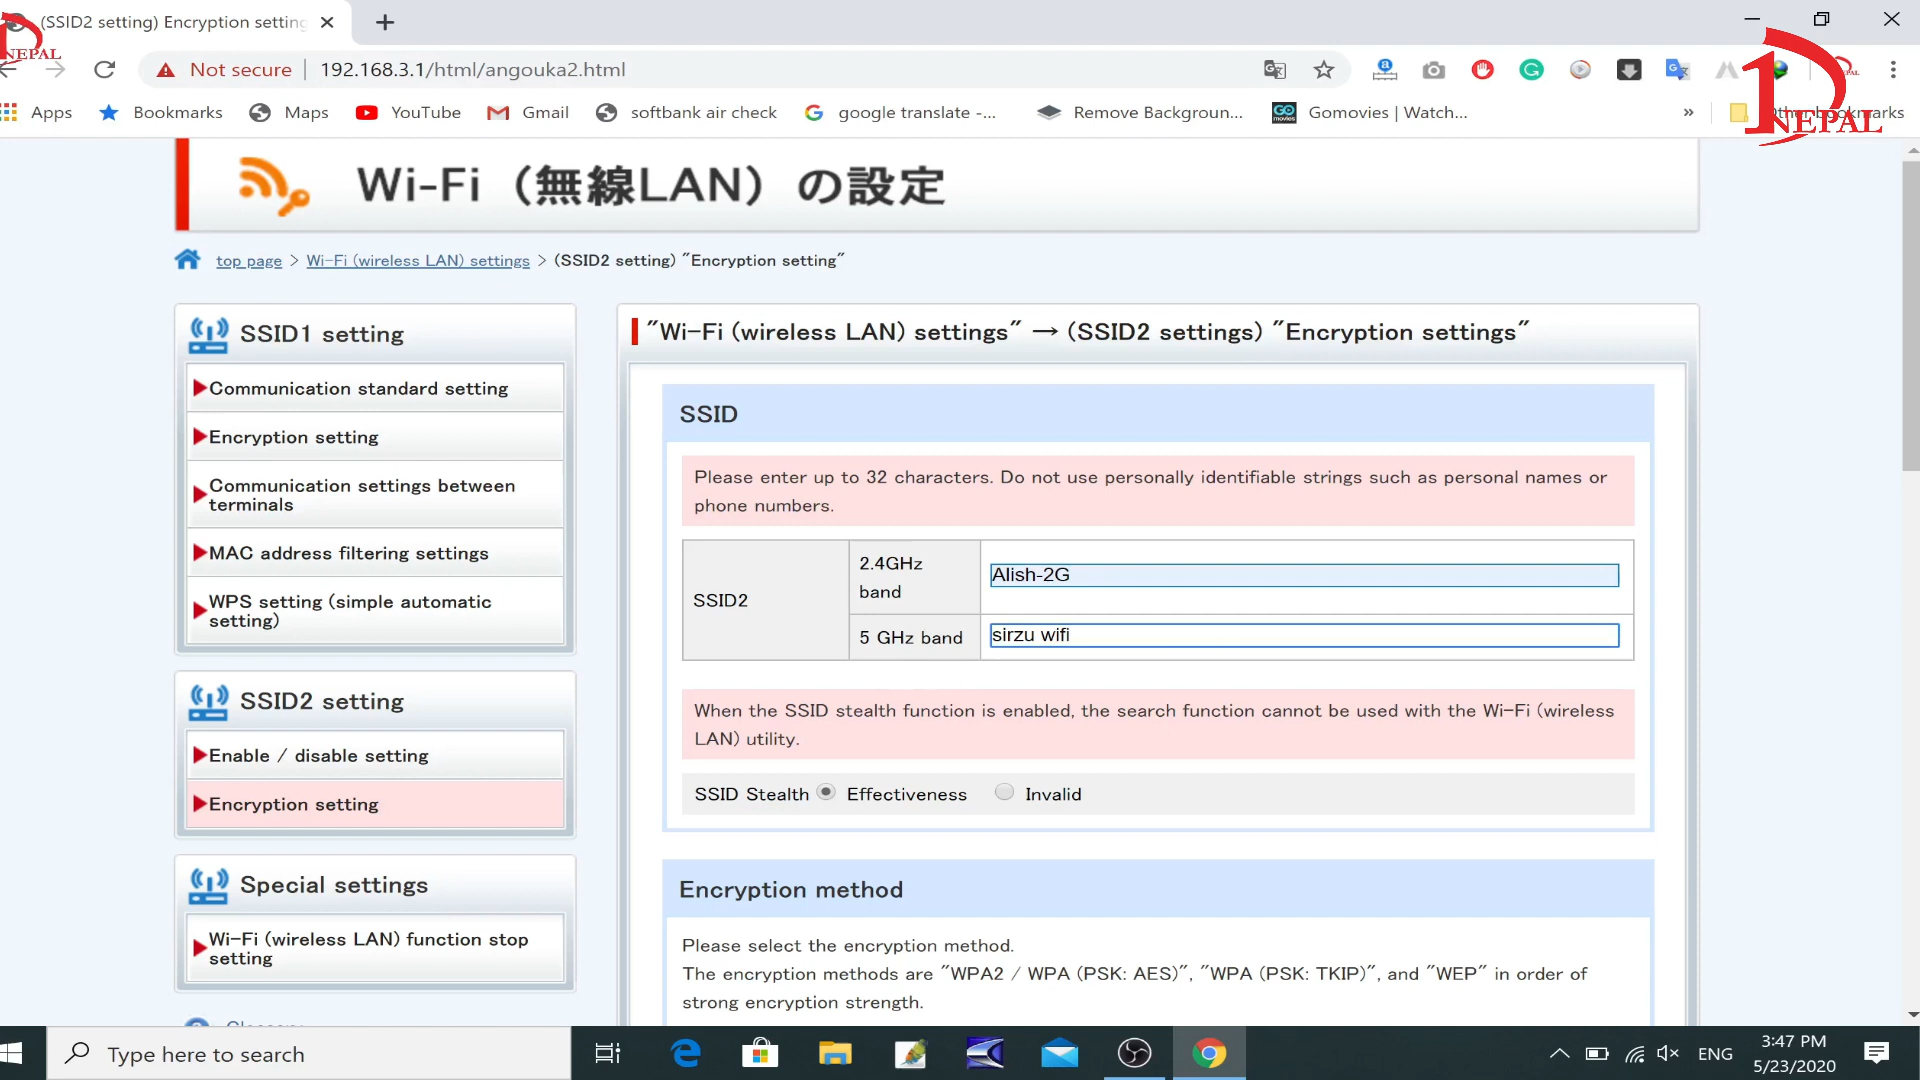 (SSID2 setting) Encryption setting
NEPAL
Not secure
192.168.3.1/html/angouka2.html
NEPAL
Apps
Bookmarks
Maps
YouTube
Gmail
softbank air check
google translate -...
Remove Backgroun...
Gomovies | Watch...
»
Other bookmarks
Wi-Fi（無線LAN）の設定
top page > Wi-Fi (wireless LAN) settings > (SSID2 setting) "Encryption setting"
SSID1 setting
Communication standard setting
Encryption setting
Communication settings between
terminals
MAC address filtering settings
WPS setting (simple automatic
setting)
SSID2 setting
Enable / disable setting
Encryption setting
Special settings
Wi-Fi (wireless LAN) function stop
setting
"Wi-Fi (wireless LAN) settings" → (SSID2 settings) "Encryption settings"
SSID
Please enter up to 32 characters. Do not use personally identifiable strings such as personal names or
phone numbers.
SSID2
2.4GHz
band
Alish-2G
5 GHz band
sirzu wifi
When the SSID stealth function is enabled, the search function cannot be used with the Wi-Fi (wireless
LAN) utility.
SSID Stealth Effectiveness Invalid
Encryption method
Please select the encryption method.
The encryption methods are "WPA2 / WPA (PSK: AES)", "WPA (PSK: TKIP)", and "WEP" in order of
strong encryption strength.
Type here to search
ENG
3:47 PM
5/23/2020